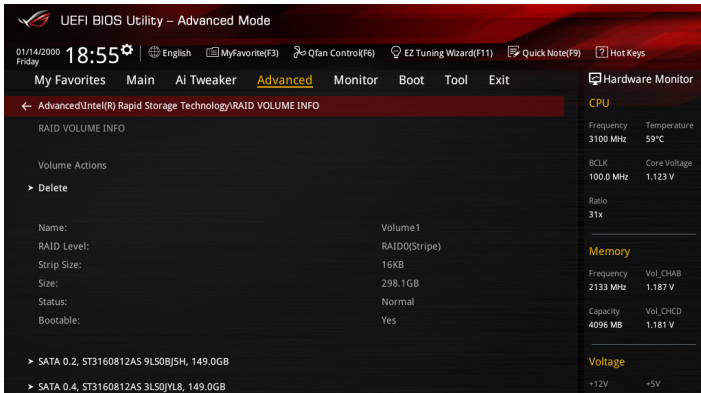 UEFI BIOS Utility – Advanced Mode
01/14/2000 Friday 18:55 English MyFavorite(F3) Qfan Control(F6) EZ Tuning Wizard(F11) Quick Note(F9) ? Hot Keys
My Favorites Main Ai Tweaker Advanced Monitor Boot Tool Exit
← Advanced\Intel(R) Rapid Storage Technology\RAID VOLUME INFO
RAID VOLUME INFO
Volume Actions
> Delete
Name: Volume1
RAID Level: RAID0(Stripe)
Strip Size: 16KB
Size: 298.1GB
Status: Normal
Bootable: Yes
> SATA 0.2, ST3160812AS 9LS0BJ5H, 149.0GB
> SATA 0.4, ST3160812AS 3LS0JYL8, 149.0GB
Hardware Monitor
CPU
Frequency Temperature
3100 MHz 59°C
BCLK Core Voltage
100.0 MHz 1.123 V
Ratio
31x
Memory
Frequency Vol_CHAB
2133 MHz 1.187 V
Capacity Vol_CHCD
4096 MB 1.181 V
Voltage
+12V +5V